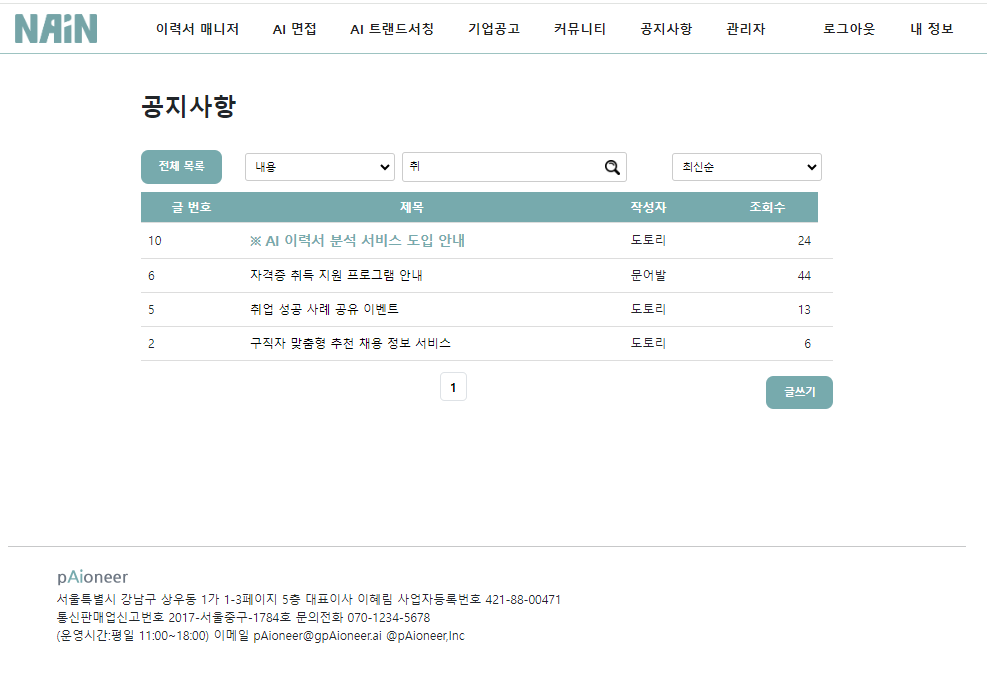 NAiN 이력서 매니저 AI 면접 AI 트랜드서칭 기업공고 커뮤니티 공지사항 관리자 로그아웃 내 정보
공지사항
전체 목록 내용 취 최신순
글 번호 제목 작성자 조회수
10 ※ AI 이력서 분석 서비스 도입 안내 도토리 24
6 자격증 취득 지원 프로그램 안내 문어발 44
5 취업 성공 사례 공유 이벤트 도토리 13
2 구직자 맞춤형 추천 채용 정보 서비스 도토리 6
1
글쓰기
pAioneer
서울특별시 강남구 상우동 1가 1-3페이지 5층 대표이사 이혜림 사업자등록번호 421-88-00471
통신판매업신고번호 2017-서울중구-1784호 문의전화 070-1234-5678
(운영시간:평일 11:00~18:00) 이메일 pAioneer@gpAioneer.ai @pAioneer,Inc